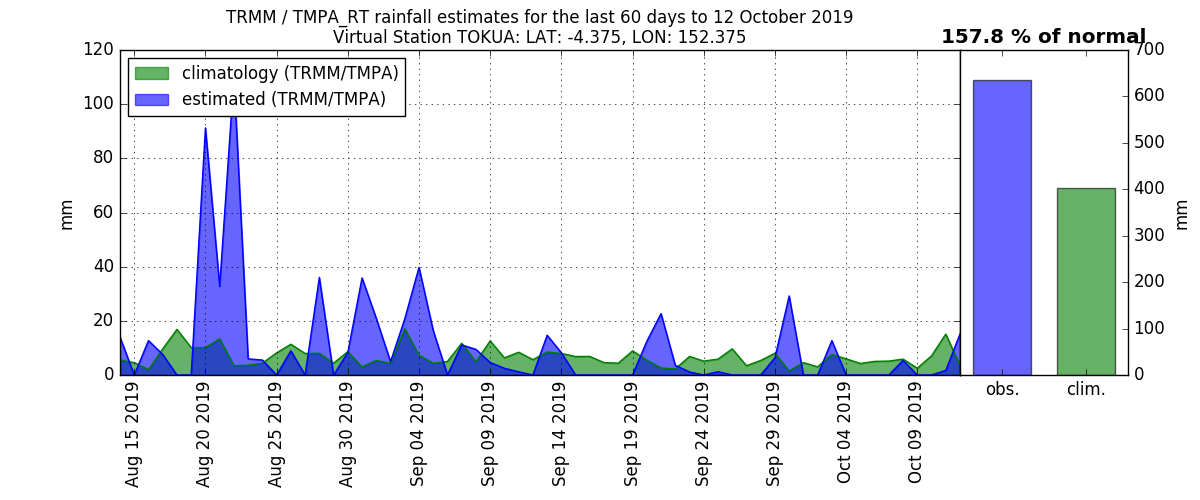 TRMM / TMPA_RT rainfall estimates for the last 60 days to 12 October 2019
Virtual Station TOKUA: LAT: -4.375, LON: 152.375
157.8 % of normal
climatology (TRMM/TMPA)
estimated (TRMM/TMPA)
mm
120
100
80
60
40
20
0
Aug 15 2019
Aug 20 2019
Aug 25 2019
Aug 30 2019
Sep 04 2019
Sep 09 2019
Sep 14 2019
Sep 19 2019
Sep 24 2019
Sep 29 2019
Oct 04 2019
Oct 09 2019
obs.
clim.
700
600
500
400
300
200
100
0
mm